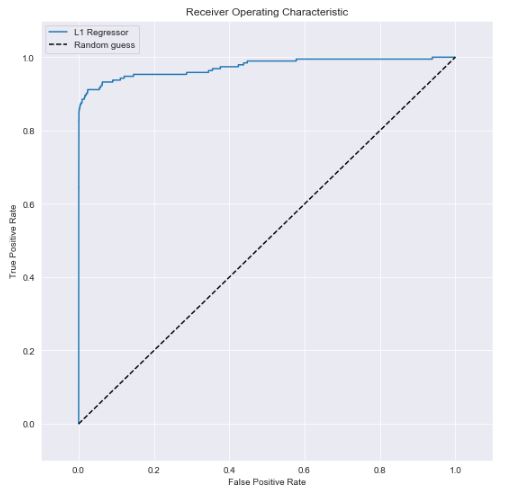 Receiver Operating Characteristic
L1 Regressor
Random guess
True Positive Rate
1.0
0.8
0.6
0.4
0.2
0.0
0.0 0.2 0.4 0.6 0.8 1.0
False Positive Rate